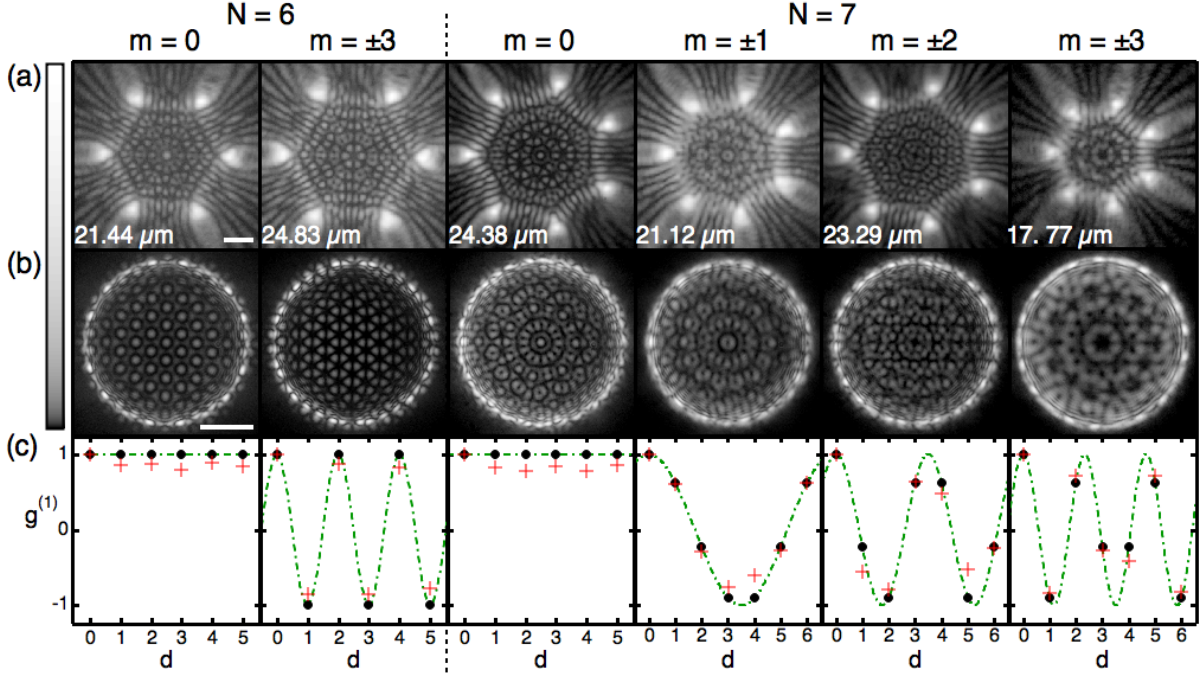 N = 6 N = 7
m = 0 m = ±3 m = 0 m = ±1 m = ±2 m = ±3
(a)
21.44 µm 24.83 µm 24.38 µm 21.12 µm 23.29 µm 17. 77 µm
(b)
(c)
1
g(1)
0
-1
0 1 2 3 4 5 0 1 2 3 4 5 0 1 2 3 4 5 0 1 2 3 4 5 6 0 1 2 3 4 5 6 0 1 2 3 4 5 6
d d d d d d